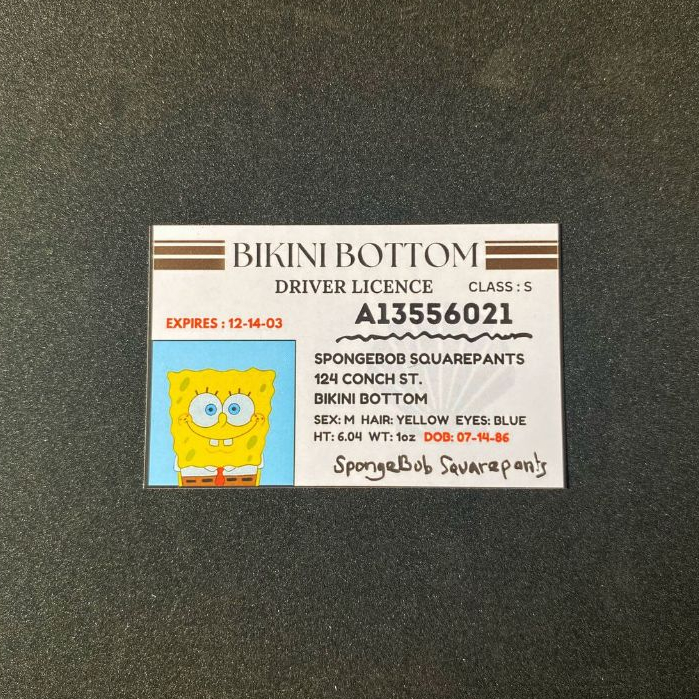 BIKINI BOTTOM
DRIVER LICENCE CLASS : S
A13556021
EXPIRES : 12-14-03
SPONGEBOB SQUAREPANTS
124 CONCH ST.
BIKINI BOTTOM
SEX: M HAIR: YELLOW EYES: BLUE
HT: 6.04 WT: 1oz DOB: 07-14-86
SpongeBob Squarepants